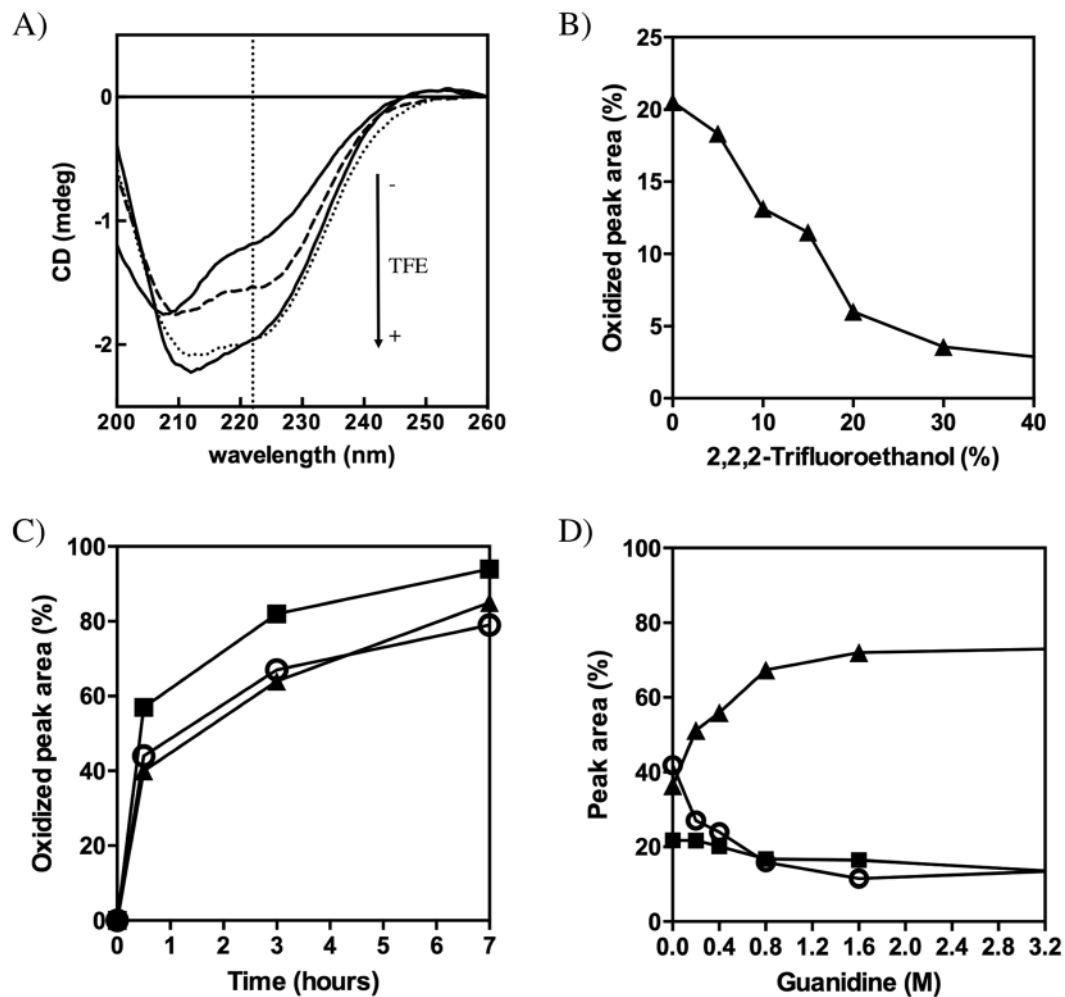 A)
CD (mdeg)
0
-1
-2
-
TFE
+
200 210 220 230 240 250 260
wavelength (nm)
B)
Oxidized peak area (%)
25
20
15
10
5
0
0 10 20 30 40
2,2,2-Trifluoroethanol (%)
C)
Oxidized peak area (%)
100
80
60
40
20
0
0 1 2 3 4 5 6 7
Time (hours)
D)
Peak area (%)
100
80
60
40
20
0
0.0 0.4 0.8 1.2 1.6 2.0 2.4 2.8 3.2
Guanidine (M)